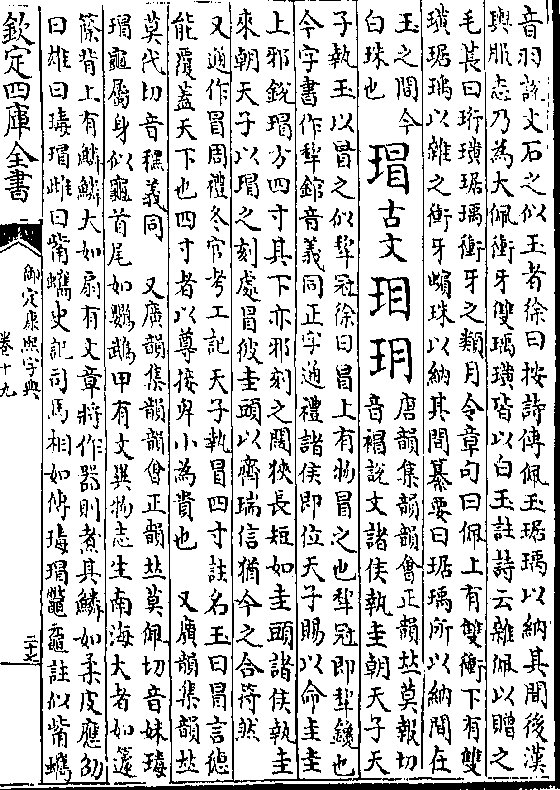 音羽說文石之似玉者徐曰按詩傳佩玉琚瑀以納其間後漢
輿服志乃為大佩衝牙雙瑀璜皆以白玉註詩云雜佩以贈之
毛萇曰珩璜琚瑀衝牙之類月令章句曰佩上有雙衡下有雙
璜琚瑀以雜之衝牙蠙珠以納其間纂要曰琚瑀所以納間在
玉之間今
白珠也
瑁古文珇玥唐韻集韻韻會正韻𠀤莫報切
音帽說文諸侯執圭朝天子天
子執玉以冒之似犂冠徐曰冒上有物冒之也犂冠即犂鑱也
今字書作犂錧音義同正字通禮諸侯即位天子賜以命圭圭
上邪銳瑁方四寸其下亦邪刻之闊狹長短如圭頭諸侯執圭
來朝天子以瑁之刻處冒彼圭頭以齊瑞信猶今之合符然
又通作冒周禮冬官考工記天子執冒四寸註名玉曰冒言德
能覆蓋天下也四寸者以尊接卑小為貴也 又廣韻集韻𠀤
莫代切音穤義同 又廣韻集韻韻會正韻𠀤莫佩切音妹瑇
瑁龜屬身似龜首尾如鸚鵡甲有文異物志生南海大者如籧
篨背上有鱗鱗大如扇有文章將作器則煮其鱗如柔皮應劭
曰雄曰瑇瑁雌曰觜蠵史記司馬相如傳瑇瑁鼈黿註似觜蠵
欽定四庫全書
御定康熙字典
卷十九